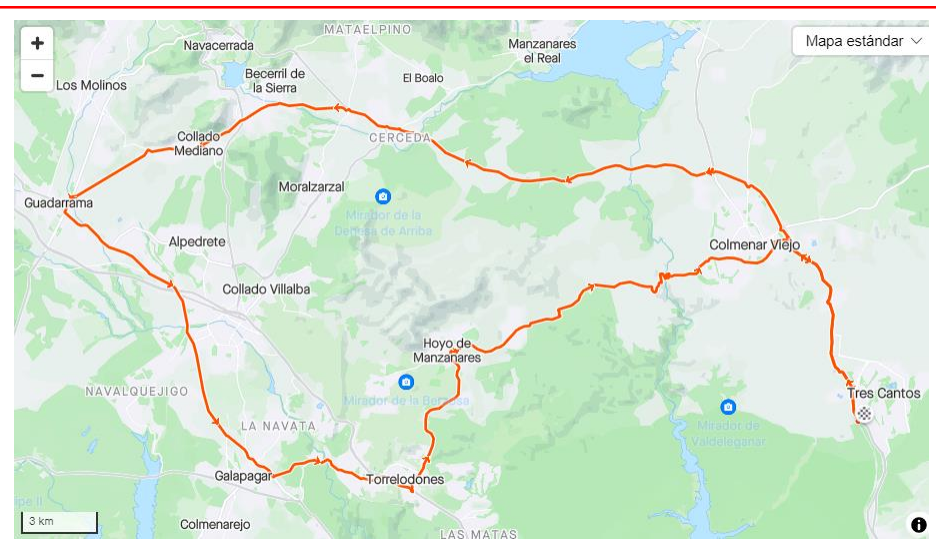 MATAELPINO
+
Navacerrada
Manzanares
el Real
Mapa estándar
−
Becerril de
la Sierra
El Boalo
Los Molinos
Collado
Mediano
CERCEDA
Moralzarzal
Guadarrama
Mirador de la
Dehesa de Arriba
Alpedrete
Colmenar Viejo
Collado Villalba
Hoyo de
Manzanares
NAVALQUEJIGO
Mirador de la Berzosa
Tres Cantos
LA NAVATA
Mirador de
Valdeleganar
Galapagar
Torrelodones
3 km
Colmenarejo
LAS MATAS